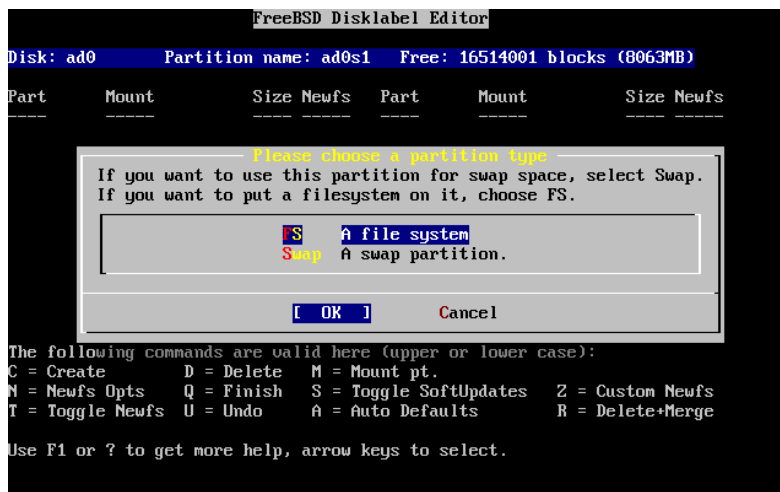 FreeBSD Disklabel Editor
Disk: ad0 Partition name: ad0s1 Free: 16514001 blocks (8063MB)
Part Mount Size Newfs Part Mount Size Newfs
---- ----- ---- ----- ---- ----- ---- -----
Please choose a partition type
If you want to use this partition for swap space, select Swap.
If you want to put a filesystem on it, choose FS.
FS A file system
Swap A swap partition.
[ OK ] Cancel
The following commands are valid here (upper or lower case):
C = Create D = Delete M = Mount pt.
N = Newfs Opts Q = Finish S = Toggle SoftUpdates Z = Custom Newfs
T = Toggle Newfs U = Undo A = Auto Defaults R = Delete+Merge
Use F1 or ? to get more help, arrow keys to select.